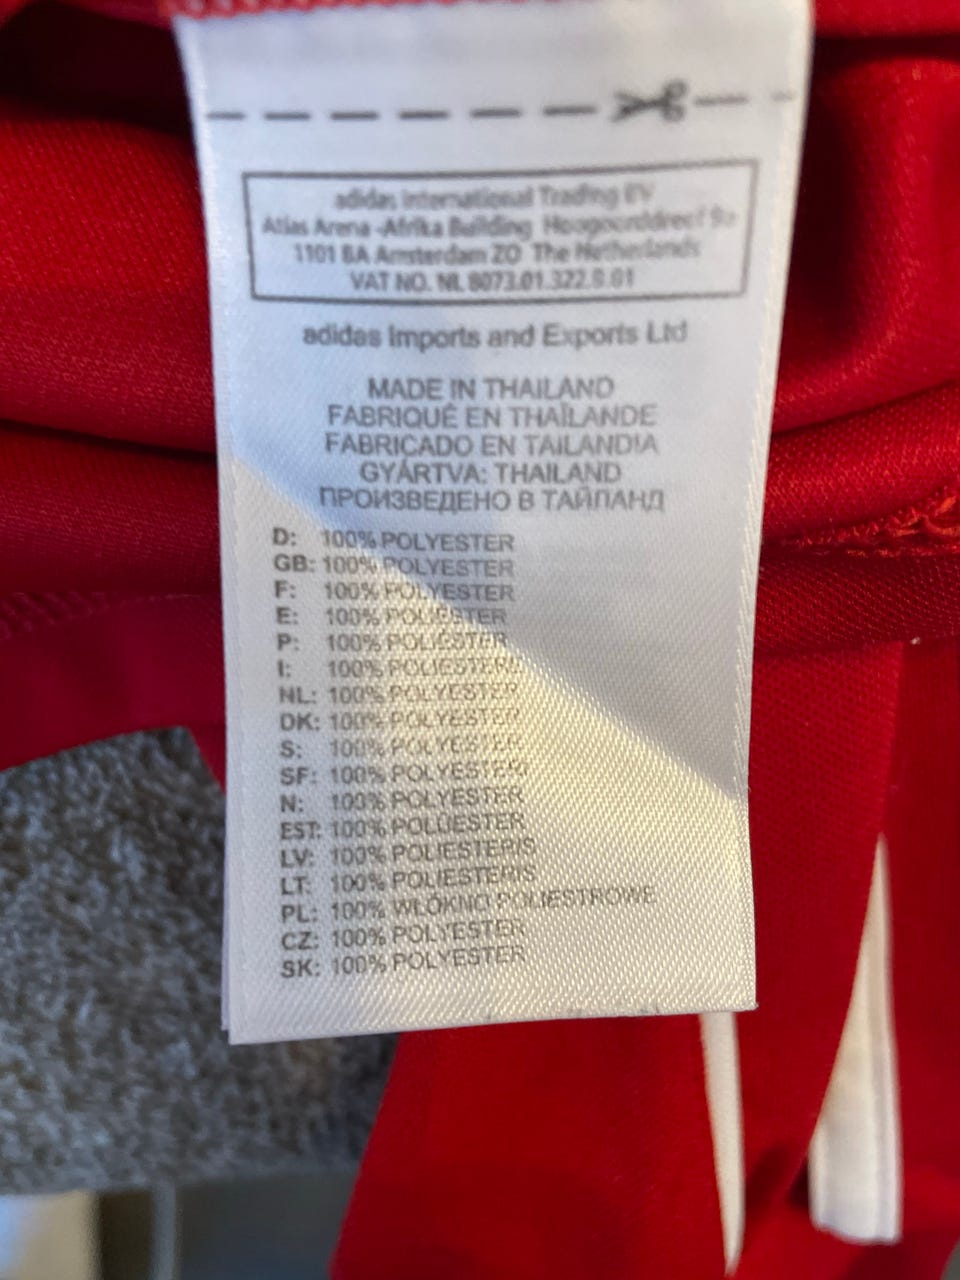 adidas International Trading BV
Atlas Arena -Afrika Building Hoogoorddreef 9a
1101 BA Amsterdam ZO The Netherlands
VAT NO. NL 8073.01.322.B.01
adidas Imports and Exports Ltd
MADE IN THAILAND
FABRIQUÉ EN THAÏLANDE
FABRICADO EN TAILANDIA
GYÁRTVA: THAILAND
ПРОИЗВЕДЕНО В ТАЙЛАНД
D: 100% POLYESTER
GB: 100% POLYESTER
F: 100% POLYESTER
E: 100% POLIÉSTER
P: 100% POLIÉSTER
I: 100% POLIESTERE
NL: 100% POLYESTER
DK: 100% POLYESTER
S: 100% POLYESTER
SF: 100% POLYESTERI
N: 100% POLYESTER
EST: 100% POLÜESTER
LV: 100% POLIESTERIS
LT: 100% POLIESTERIS
PL: 100% WŁÓKNO POLIESTROWE
CZ: 100% POLYESTER
SK: 100% POLYESTER